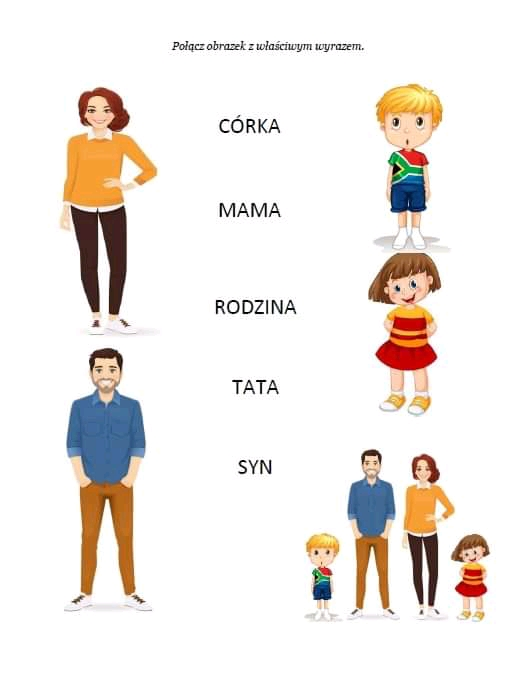 Połącz obrazek z właściwym wyrazem.
CÓRKA
MAMA
RODZINA
TATA
SYN